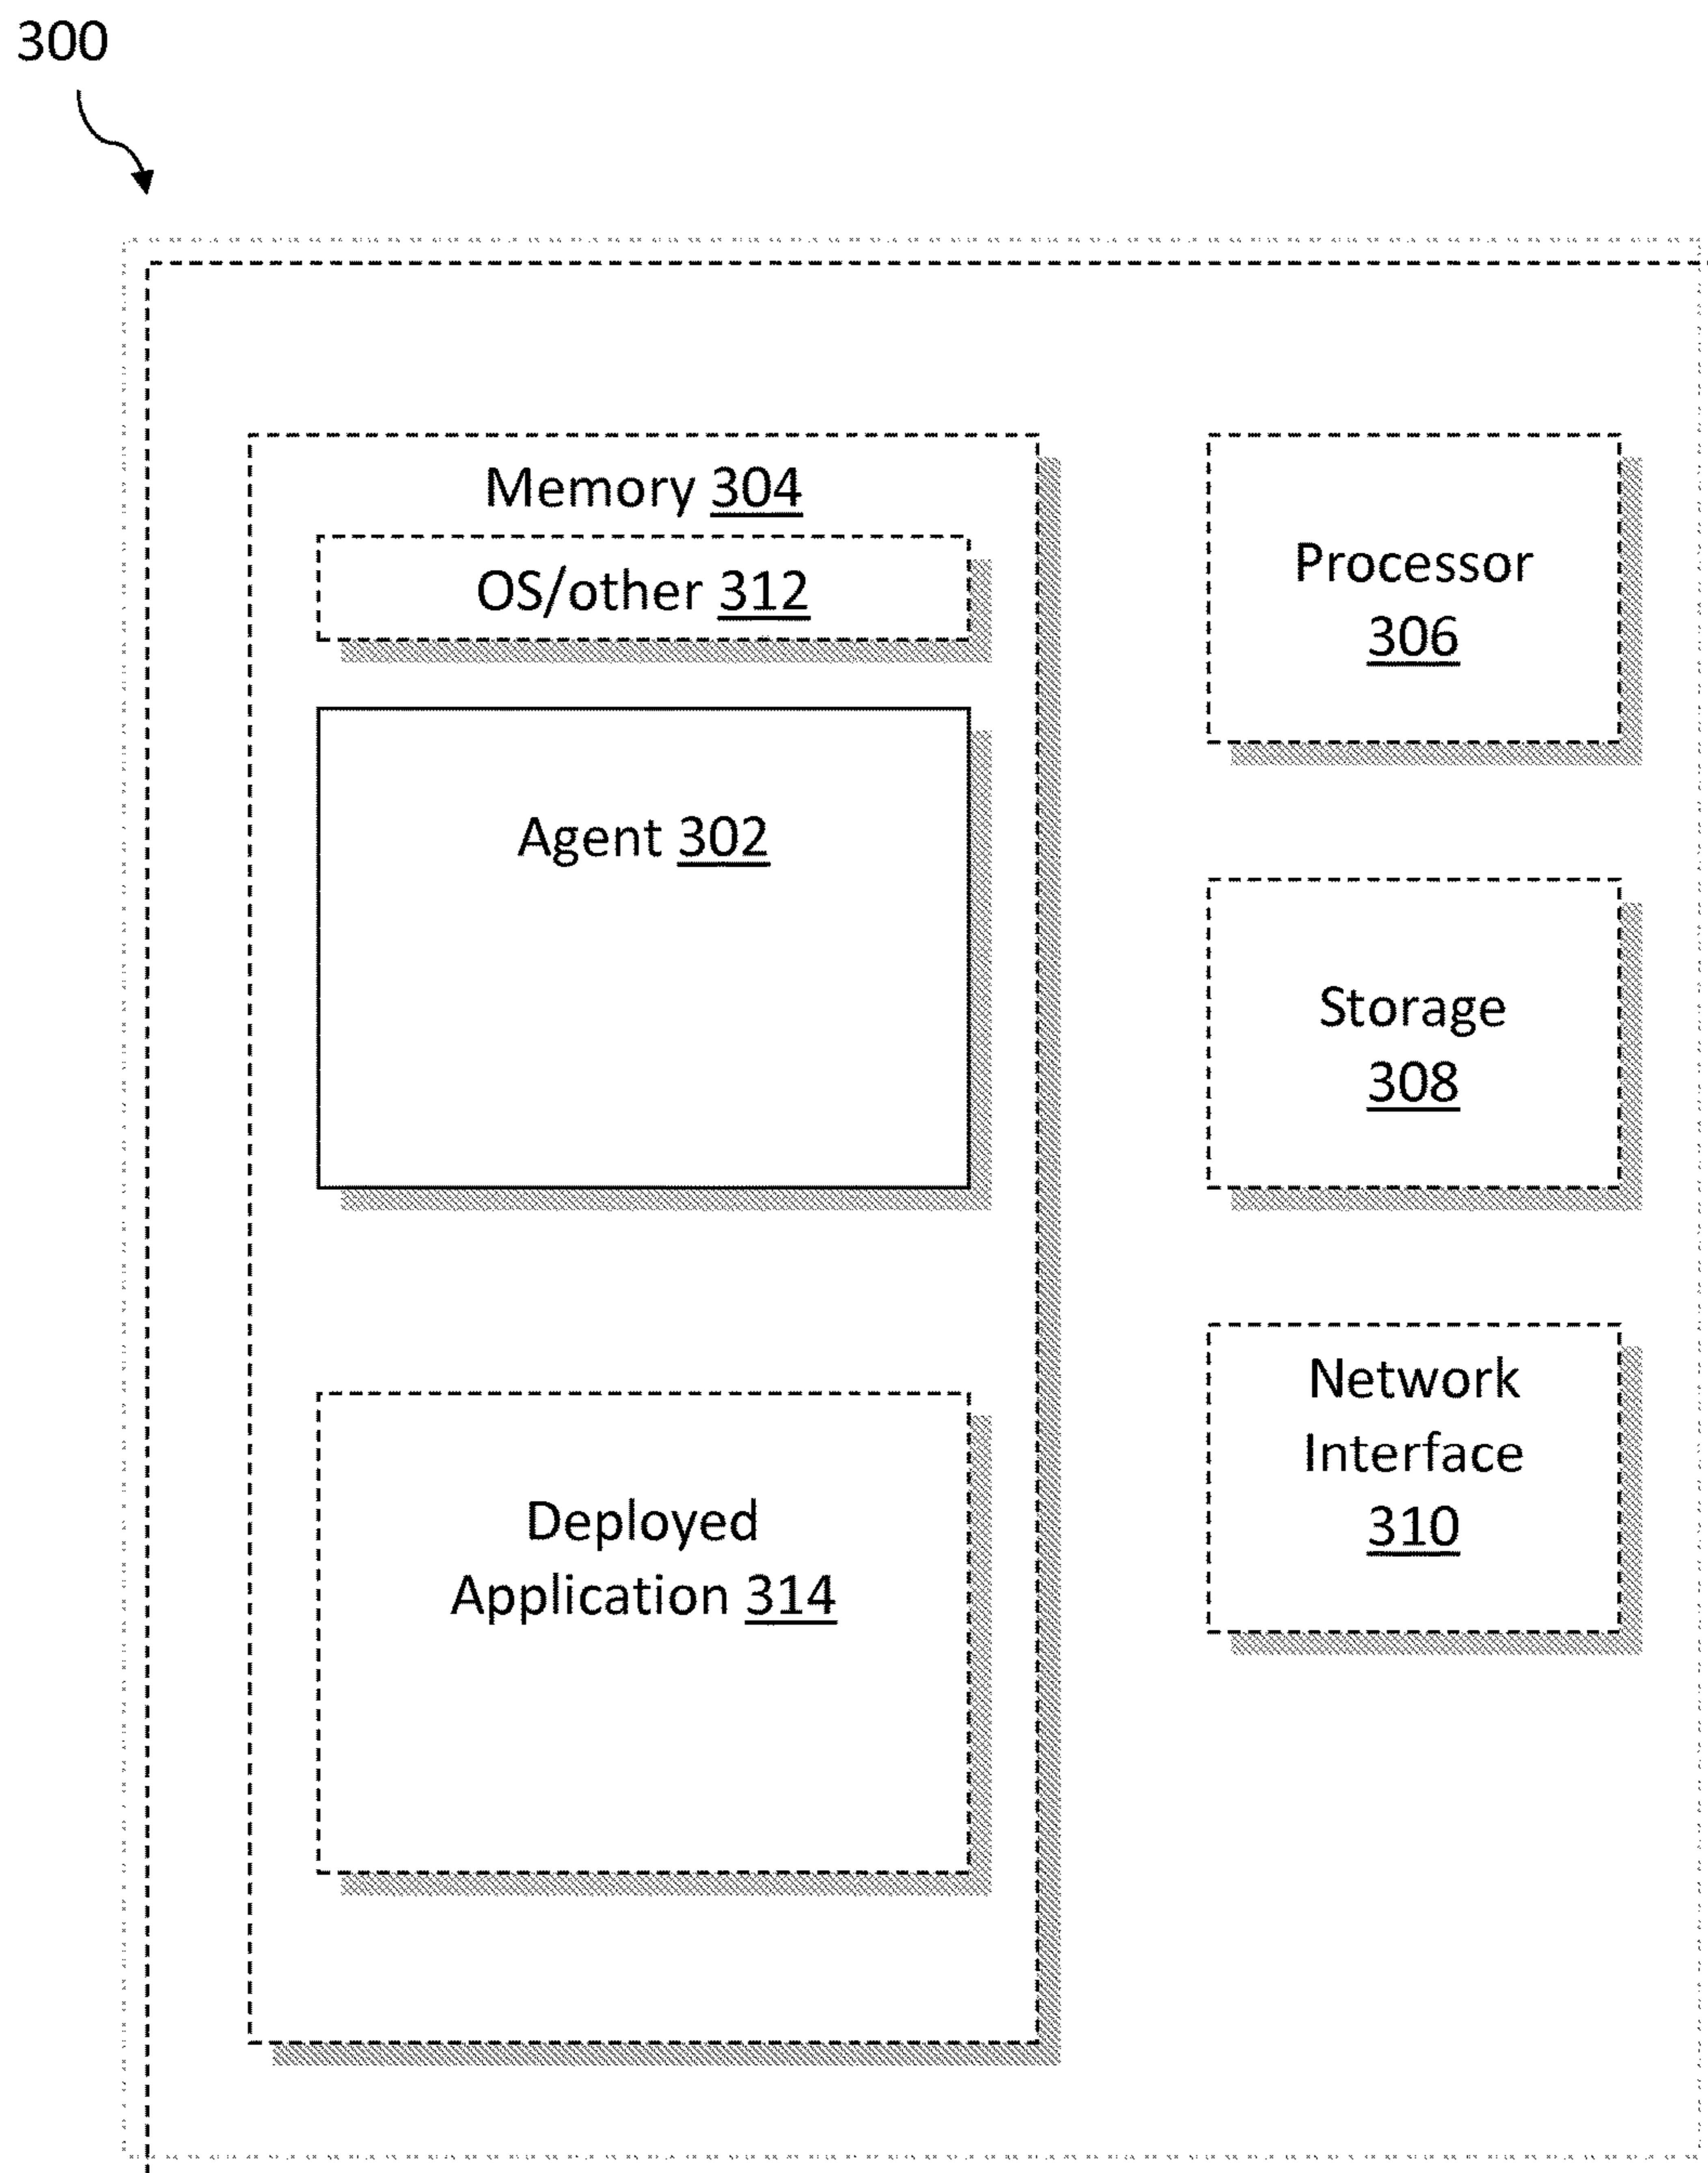 300
Memory 304
OS/other 312
Agent 302
Deployed
Application 314
Processor
306
Storage
308
Network
Interface
310